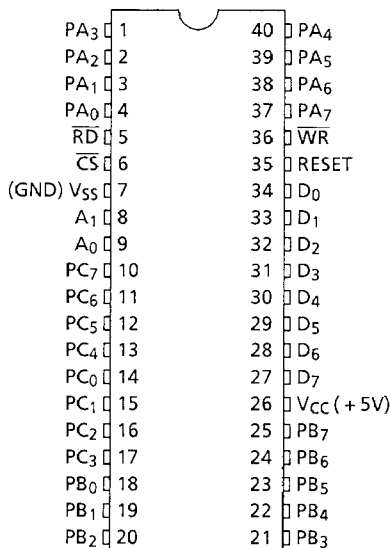 PA3 1 40 PA4
PA2 2 39 PA5
PA1 3 38 PA6
PA0 4 37 PA7
RD 5 36 WR
CS 6 35 RESET
(GND) VSS 7 34 D0
A1 8 33 D1
A0 9 32 D2
PC7 10 31 D3
PC6 11 30 D4
PC5 12 29 D5
PC4 13 28 D6
PC0 14 27 D7
PC1 15 26 VCC (+5V)
PC2 16 25 PB7
PC3 17 24 PB6
PB0 18 23 PB5
PB1 19 22 PB4
PB2 20 21 PB3